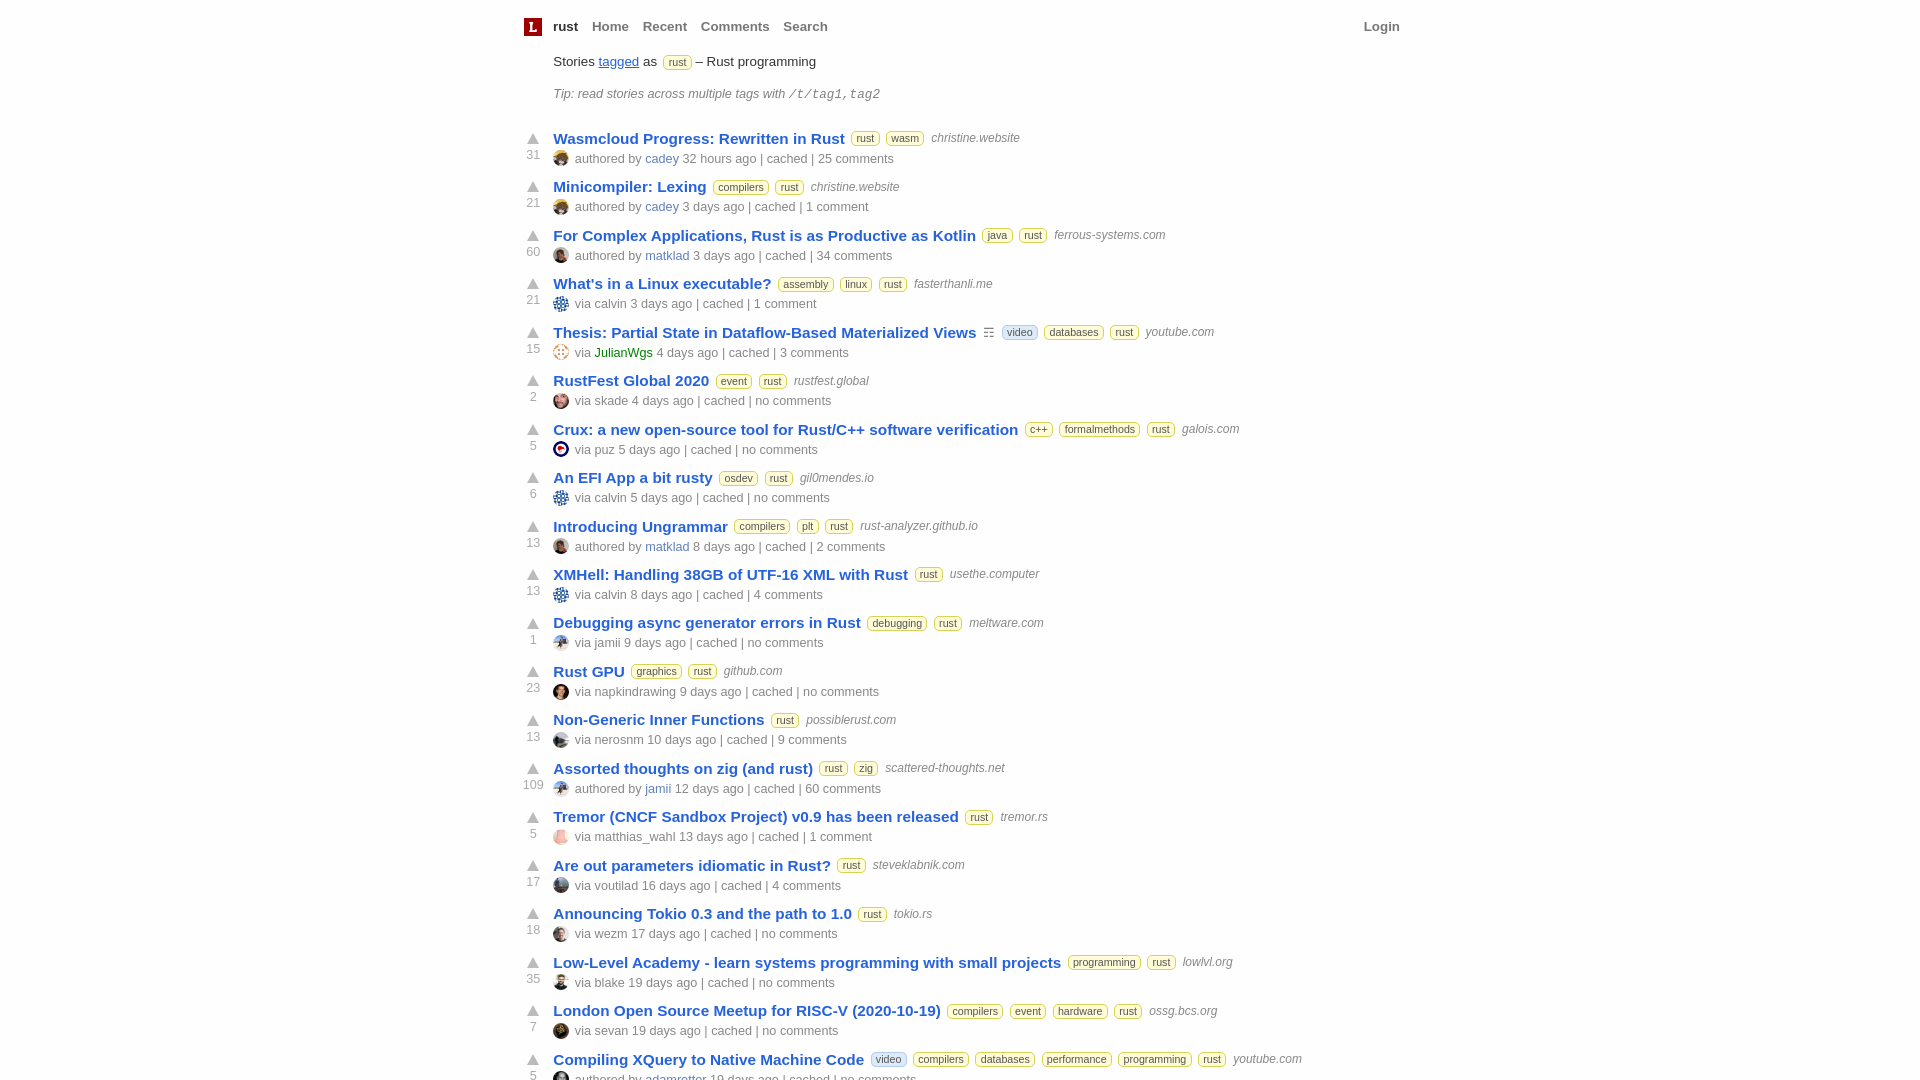 L rust Home Recent Comments Search Login
Stories tagged as rust – Rust programming
Tip: read stories across multiple tags with /t/tag1,tag2
Wasmcloud Progress: Rewritten in Rust rust wasm christine.website
31 authored by cadey 32 hours ago | cached | 25 comments
Minicompiler: Lexing compilers rust christine.website
21 authored by cadey 3 days ago | cached | 1 comment
For Complex Applications, Rust is as Productive as Kotlin java rust ferrous-systems.com
60 authored by matklad 3 days ago | cached | 34 comments
What's in a Linux executable? assembly linux rust fasterthanli.me
21 via calvin 3 days ago | cached | 1 comment
Thesis: Partial State in Dataflow-Based Materialized Views ☶ video databases rust youtube.com
15 via JulianWgs 4 days ago | cached | 3 comments
RustFest Global 2020 event rust rustfest.global
2 via skade 4 days ago | cached | no comments
Crux: a new open-source tool for Rust/C++ software verification c++ formalmethods rust galois.com
5 via puz 5 days ago | cached | no comments
An EFI App a bit rusty osdev rust gil0mendes.io
6 via calvin 5 days ago | cached | no comments
Introducing Ungrammar compilers plt rust rust-analyzer.github.io
13 authored by matklad 8 days ago | cached | 2 comments
XMHell: Handling 38GB of UTF-16 XML with Rust rust usethe.computer
13 via calvin 8 days ago | cached | 4 comments
Debugging async generator errors in Rust debugging rust meltware.com
1 via jamii 9 days ago | cached | no comments
Rust GPU graphics rust github.com
23 via napkindrawing 9 days ago | cached | no comments
Non-Generic Inner Functions rust possiblerust.com
13 via nerosnm 10 days ago | cached | 9 comments
Assorted thoughts on zig (and rust) rust zig scattered-thoughts.net
109 authored by jamii 12 days ago | cached | 60 comments
Tremor (CNCF Sandbox Project) v0.9 has been released rust tremor.rs
5 via matthias_wahl 13 days ago | cached | 1 comment
Are out parameters idiomatic in Rust? rust steveklabnik.com
17 via voutilad 16 days ago | cached | 4 comments
Announcing Tokio 0.3 and the path to 1.0 rust tokio.rs
18 via wezm 17 days ago | cached | no comments
Low-Level Academy - learn systems programming with small projects programming rust lowlvl.org
35 via blake 19 days ago | cached | no comments
London Open Source Meetup for RISC-V (2020-10-19) compilers event hardware rust ossg.bcs.org
7 via sevan 19 days ago | cached | no comments
Compiling XQuery to Native Machine Code video compilers databases performance programming rust youtube.com
5 authored by adamretter 19 days ago | cached | no comments